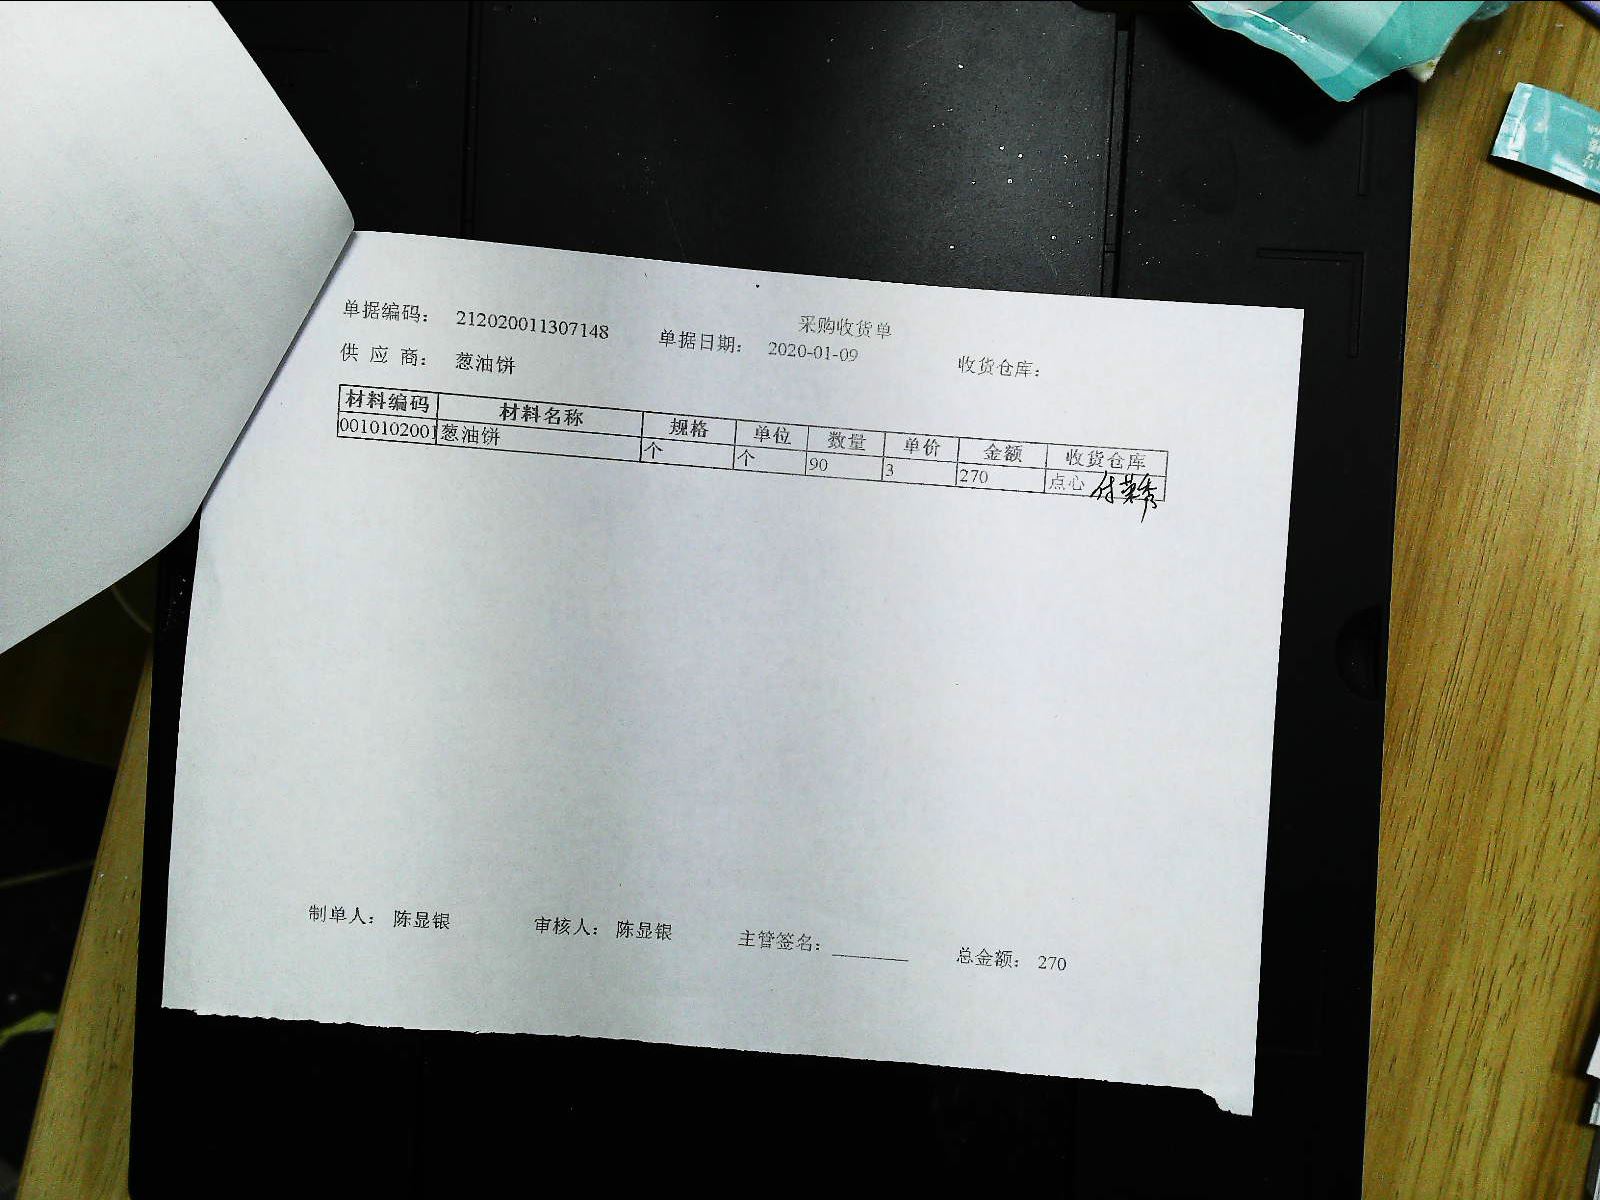 采购收货单
单据编码： 212020011307148 单据日期： 2020-01-09 收货仓库：
供 应 商： 葱油饼
材料编码 材料名称 规格 单位 数量 单价 金额 收货仓库
0010102001 葱油饼 个 个 90 3 270 点心 付荣秀
制单人： 陈显银 审核人： 陈显银 主管签名： 总金额： 270